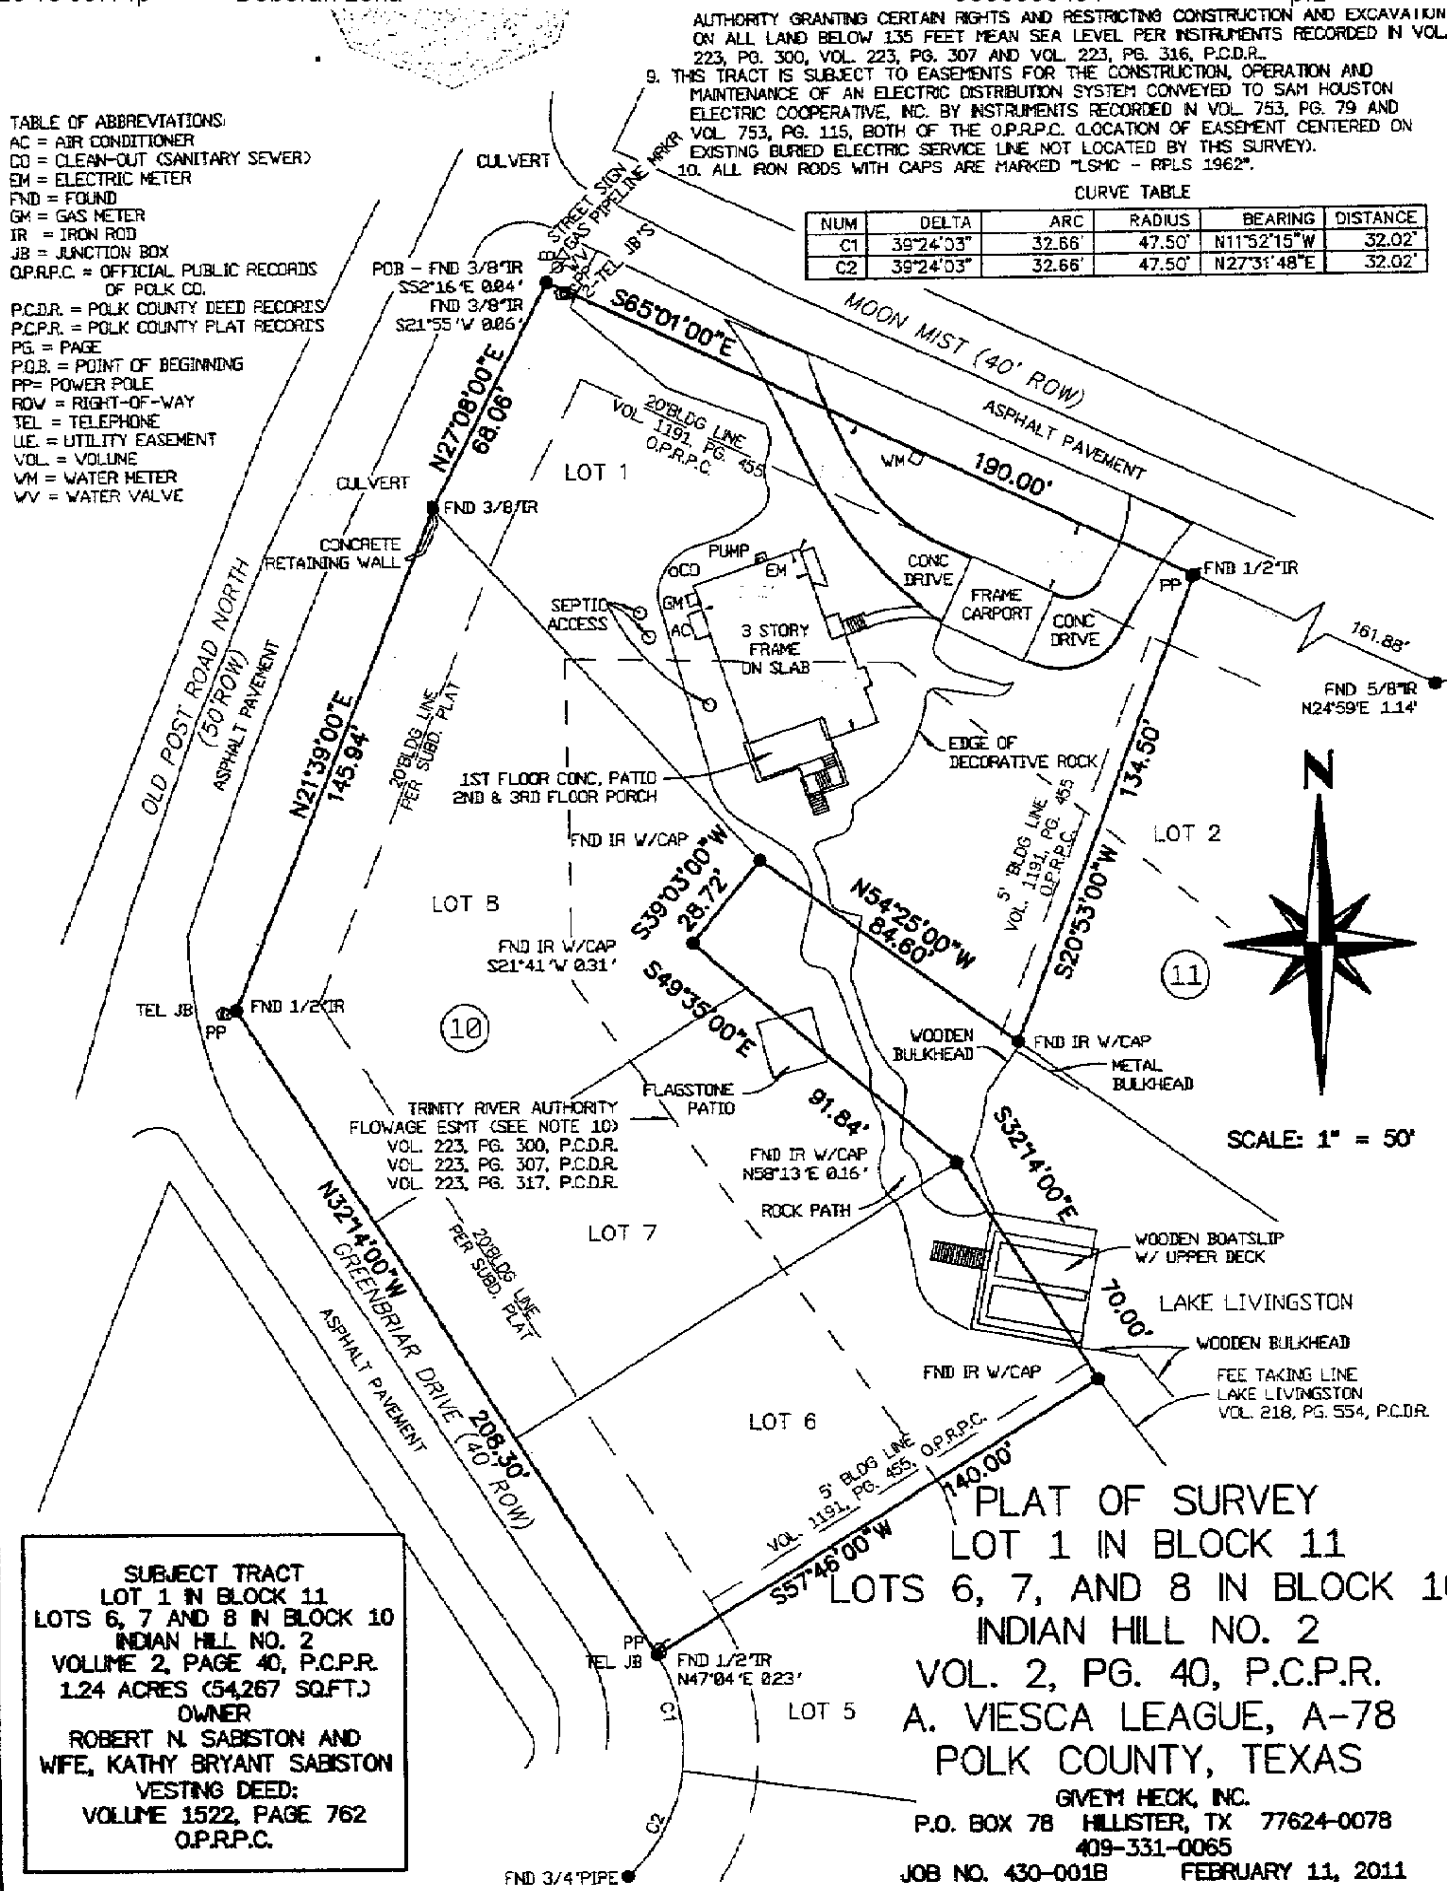 AUTHORITY GRANTING CERTAIN RIGHTS AND RESTRICTING CONSTRUCTION AND EXCAVATION
ON ALL LAND BELOW 135 FEET MEAN SEA LEVEL PER INSTRUMENTS RECORDED IN VOL.
223, PG. 300, VOL. 223, PG. 307 AND VOL. 223, PG. 316, P.C.D.R..
9. THIS TRACT IS SUBJECT TO EASEMENTS FOR THE CONSTRUCTION, OPERATION AND
MAINTENANCE OF AN ELECTRIC DISTRIBUTION SYSTEM CONVEYED TO SAM HOUSTON
ELECTRIC COOPERATIVE, INC. BY INSTRUMENTS RECORDED IN VOL. 753, PG. 79 AND
VOL 753, PG. 115, BOTH OF THE O.P.R.P.C. (LOCATION OF EASEMENT CENTERED ON
EXISTING BURIED ELECTRIC SERVICE LINE NOT LOCATED BY THIS SURVEY).
10. ALL IRON RODS WITH CAPS ARE MARKED "LSMC - RPLS 1962".
TABLE OF ABBREVIATIONS:
AC = AIR CONDITIONER
CO = CLEAN-OUT (SANITARY SEWER)
EM = ELECTRIC METER
FND = FOUND
GM = GAS METER
IR = IRON ROD
JB = JUNCTION BOX
O.P.R.P.C. = OFFICIAL PUBLIC RECORDS
OF POLK CO.
P.C.D.R. = POLK COUNTY DEED RECORDS
P.C.P.R. = POLK COUNTY PLAT RECORDS
PG. = PAGE
P.O.B. = POINT OF BEGINNING
PP= POWER POLE
ROW = RIGHT-OF-WAY
TEL = TELEPHONE
U.E. = UTILITY EASEMENT
VOL. = VOLUME
WM = WATER METER
WV = WATER VALVE
CURVE TABLE
NUM DELTA ARC RADIUS BEARING DISTANCE
C1 39°24'03" 32.66' 47.50' N11°52'15"W 32.02'
C2 39°24'03" 32.66' 47.50' N27°31'48"E 32.02'
CULVERT
STREET SIGN
GAS PIPELINE MRKR
WV
PP
2-TEL JB'S
POB - FND 3/8"IR
S52°16'E 0.04'
FND 3/8"IR
S21°55'W 0.06'
S65°01'00"E
190.00'
MOON MIST (40' ROW)
ASPHALT PAVEMENT
N27°08'00"E
68.06'
20'BLDG LINE
VOL. 1191, PG. 455
O.P.R.P.C.
LOT 1
WM
CULVERT
FND 3/8"IR
CONCRETE
RETAINING WALL
PUMP
EM
CO
GM
AC
CONC
DRIVE
FRAME
CARPORT
CONC
DRIVE
PP
FND 1/2"IR
161.88'
FND 5/8"IR
N24°59'E 1.14'
SEPTIC
ACCESS
3 STORY
FRAME
ON SLAB
OLD POST ROAD NORTH
(50'ROW)
ASPHALT PAVEMENT
N21°39'00"E
145.94'
20'BLDG LINE
PER SUBD. PLAT
1ST FLOOR CONC. PATIO
2ND & 3RD FLOOR PORCH
EDGE OF
DECORATIVE ROCK
N
134.50'
S20°53'00"W
5' BLDG LINE
VOL. 1191, PG. 455
O.P.R.P.C.
LOT 2
FND IR W/CAP
S39°03'00"W
28.72'
N54°25'00"W
84.60'
LOT 8
FND IR W/CAP
S21°41'W 0.31'
S49°35'00"E
91.84'
11
TEL JB
PP
FND 1/2"IR
10
WOODEN
BULKHEAD
FND IR W/CAP
METAL
BULKHEAD
FLAGSTONE
PATIO
TRINITY RIVER AUTHORITY
FLOWAGE ESMT (SEE NOTE 10)
VOL. 223, PG. 300, P.C.D.R.
VOL. 223, PG. 307, P.C.D.R.
VOL. 223, PG. 317, P.C.D.R.
SCALE: 1" = 50'
FND IR W/CAP
N58°13'E 0.16'
S32°14'00"E
70.00'
ROCK PATH
LOT 7
WOODEN BOATSLIP
W/ UPPER DECK
N32°14'00"W
208.30'
GREENBRIAR DRIVE (40' ROW)
ASPHALT PAVEMENT
20'BLDG LINE
PER SUBD. PLAT
LAKE LIVINGSTON
WOODEN BULKHEAD
FND IR W/CAP
FEE TAKING LINE
LAKE LIVINGSTON
VOL. 218, PG. 554, P.C.D.R.
LOT 6
5' BLDG LINE
VOL. 1191, PG. 455, O.P.R.P.C.
140.00'
S57°46'00"W
PP
TEL JB
FND 1/2"IR
N47°04'E 0.23'
C1
LOT 5
C2
FND 3/4"PIPE
SUBJECT TRACT
LOT 1 IN BLOCK 11
LOTS 6, 7 AND 8 IN BLOCK 10
INDIAN HILL NO. 2
VOLUME 2, PAGE 40, P.C.P.R.
1.24 ACRES (54,267 SQ.FT.)
OWNER
ROBERT N. SABISTON AND
WIFE, KATHY BRYANT SABISTON
VESTING DEED:
VOLUME 1522, PAGE 762
O.P.R.P.C.
PLAT OF SURVEY
LOT 1 IN BLOCK 11
LOTS 6, 7, AND 8 IN BLOCK 10
INDIAN HILL NO. 2
VOL. 2, PG. 40, P.C.P.R.
A. VIESCA LEAGUE, A-78
POLK COUNTY, TEXAS
GIVE'M HECK, INC.
P.O. BOX 78 HILLISTER, TX 77624-0078
409-331-0065
JOB NO. 430-001B FEBRUARY 11, 2011